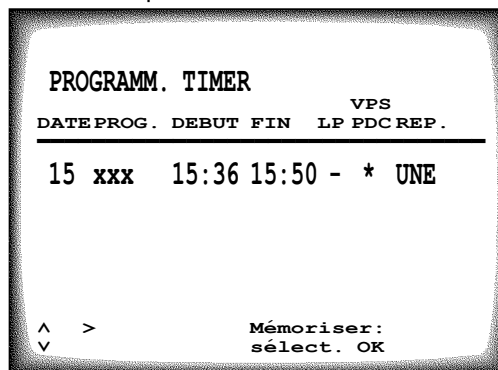 PROGRAMM. TIMER
VPS
DATE PROG. DEBUT FIN LP PDC REP.
15 xxx 15:36 15:50 - * UNE
^ > Mémoriser:
v sélect. OK